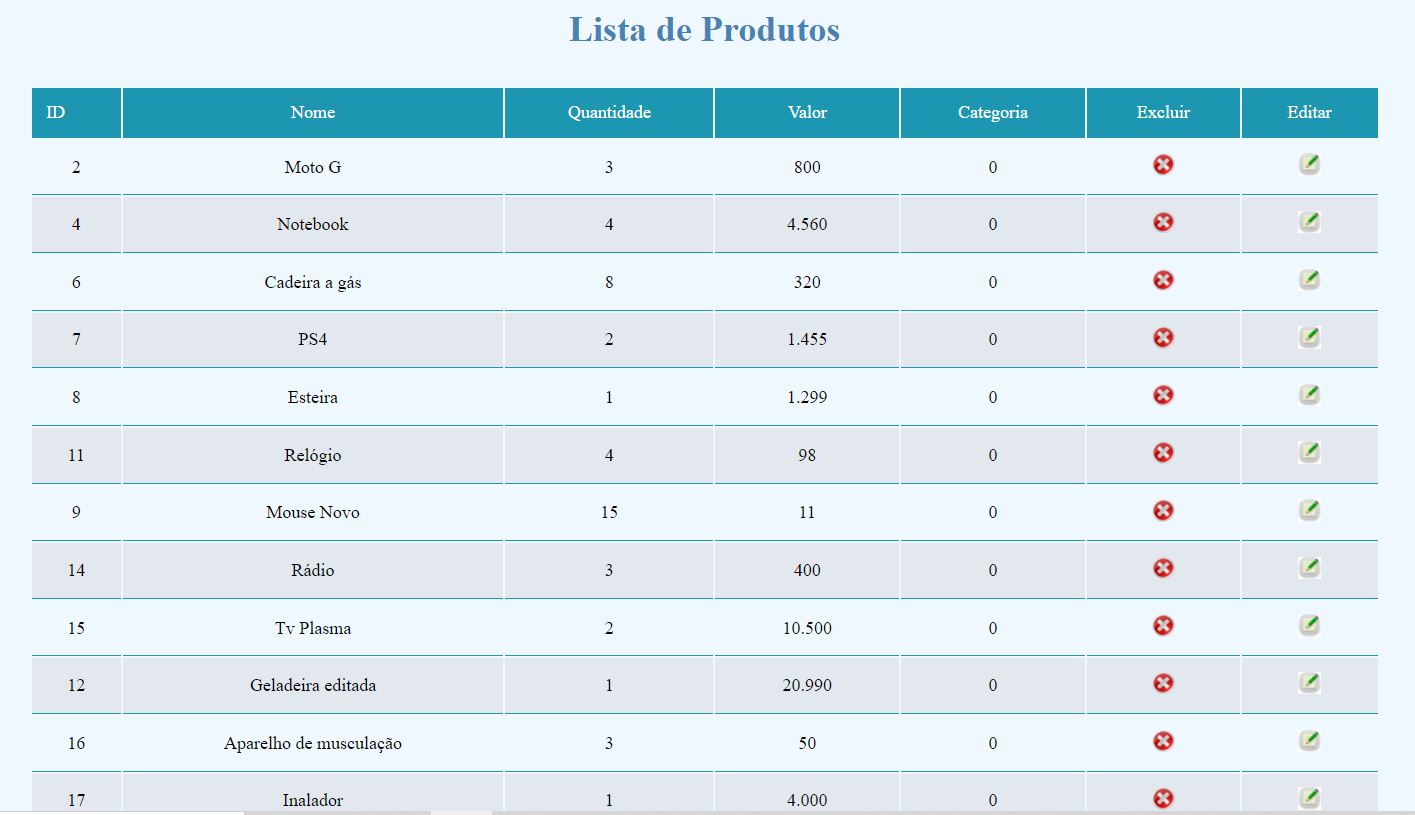 Lista de Produtos
ID Nome Quantidade Valor Categoria Excluir Editar
2 Moto G 3 800 0
4 Notebook 4 4.560 0
6 Cadeira a gás 8 320 0
7 PS4 2 1.455 0
8 Esteira 1 1.299 0
11 Relógio 4 98 0
9 Mouse Novo 15 11 0
14 Rádio 3 400 0
15 Tv Plasma 2 10.500 0
12 Geladeira editada 1 20.990 0
16 Aparelho de musculação 3 50 0
17 Inalador 1 4.000 0